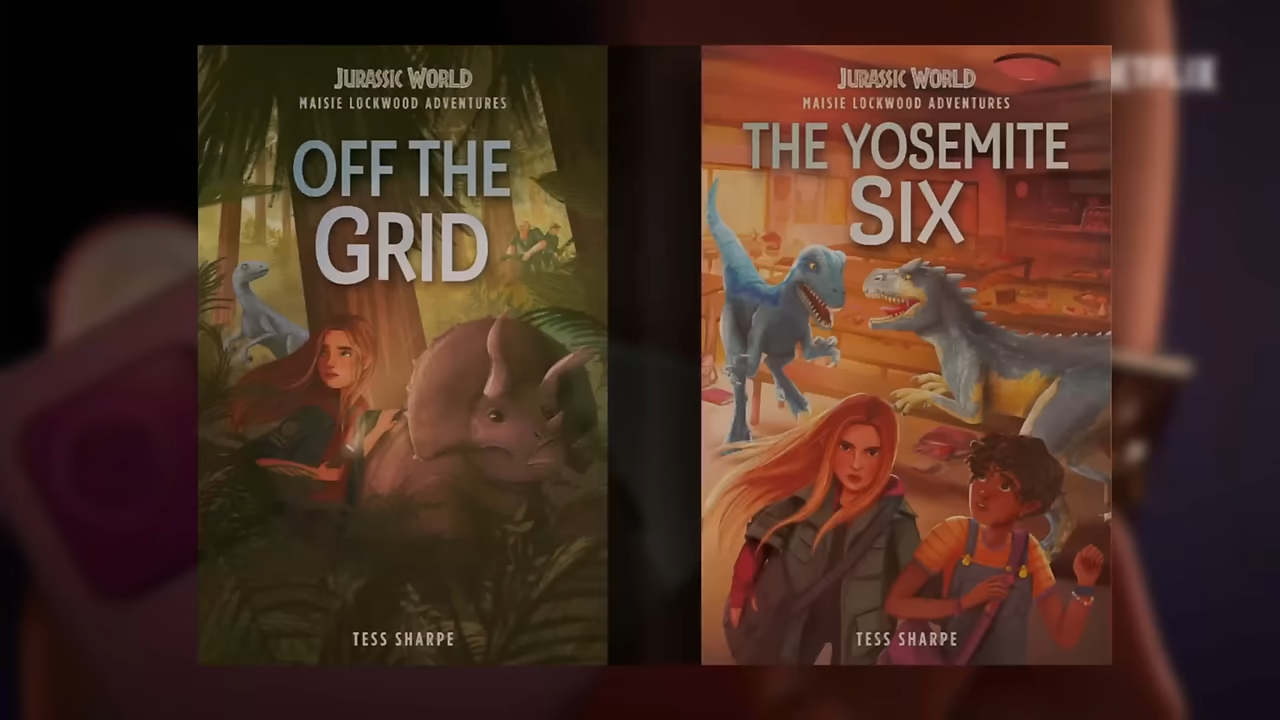 JURASSIC WORLD
MAISIE LOCKWOOD ADVENTURES
OFF THE
GRID
TESS SHARPE
JURASSIC WORLD
MAISIE LOCKWOOD ADVENTURES
THE YOSEMITE
SIX
TESS SHARPE